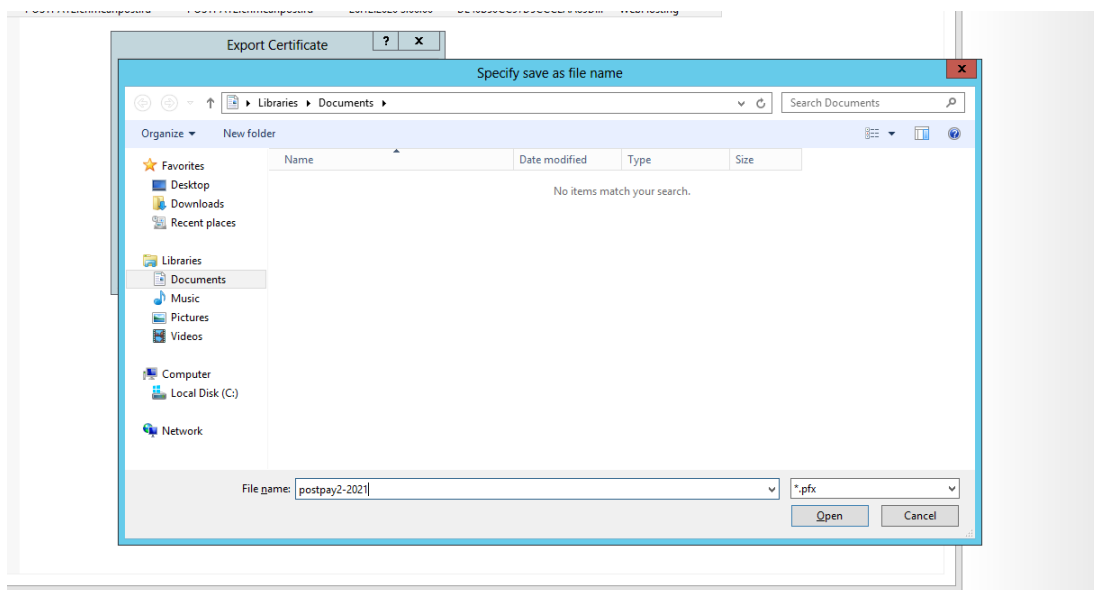 Export Certificate ? x
Specify save as file name x
Libraries Documents Search Documents
Organize New folder
Name Date modified Type Size
No items match your search.
Favorites
Desktop
Downloads
Recent places
Libraries
Documents
Music
Pictures
Videos
Computer
Local Disk (C:)
Network
File name: postpay2-2021 *.pfx
Open Cancel